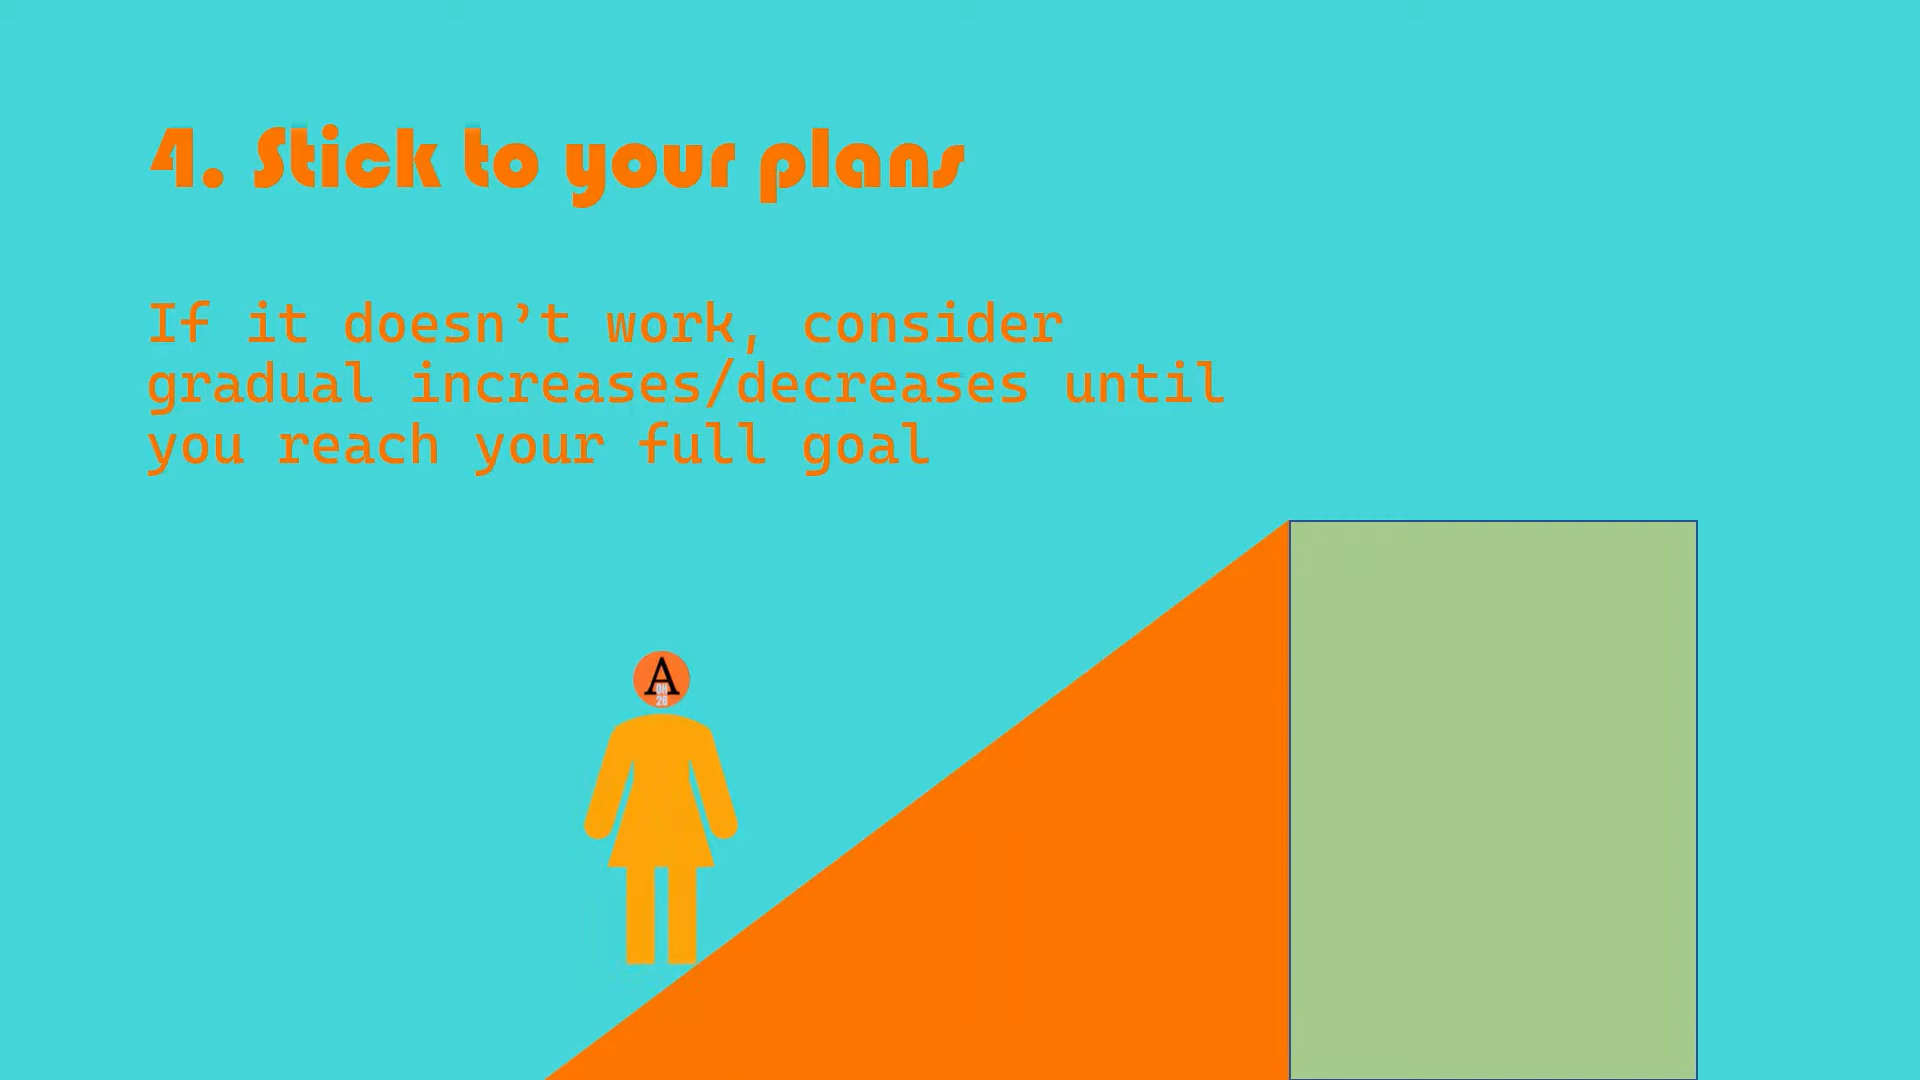 4. Stick to your plans
If it doesn’t work, consider
gradual increases/decreases until
you reach your full goal
A
28